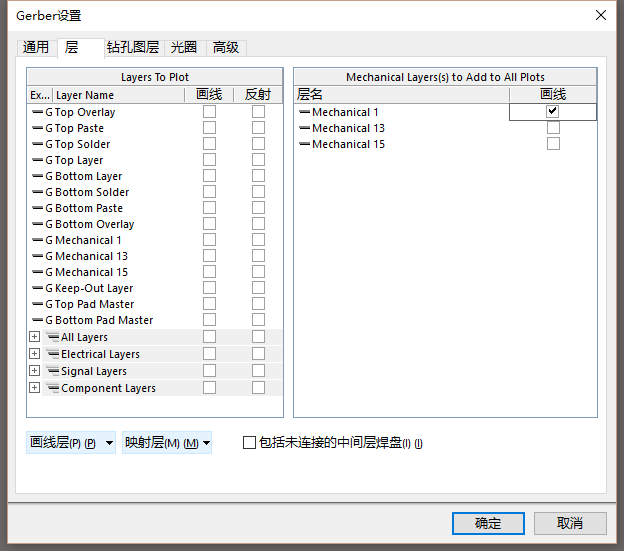 Gerber设置
通用 层 钻孔图层 光圈 高级
Layers To Plot
Ex... Layer Name 画线 反射
G Top Overlay
G Top Paste
G Top Solder
G Top Layer
G Bottom Layer
G Bottom Solder
G Bottom Paste
G Bottom Overlay
G Mechanical 1
G Mechanical 13
G Mechanical 15
G Keep-Out Layer
G Top Pad Master
G Bottom Pad Master
All Layers
Electrical Layers
Signal Layers
Component Layers
Mechanical Layers(s) to Add to All Plots
层名 画线
Mechanical 1
Mechanical 13
Mechanical 15
画线层(P) (P) 映射层(M) (M) 包括未连接的中间层焊盘(I) (I)
确定 取消